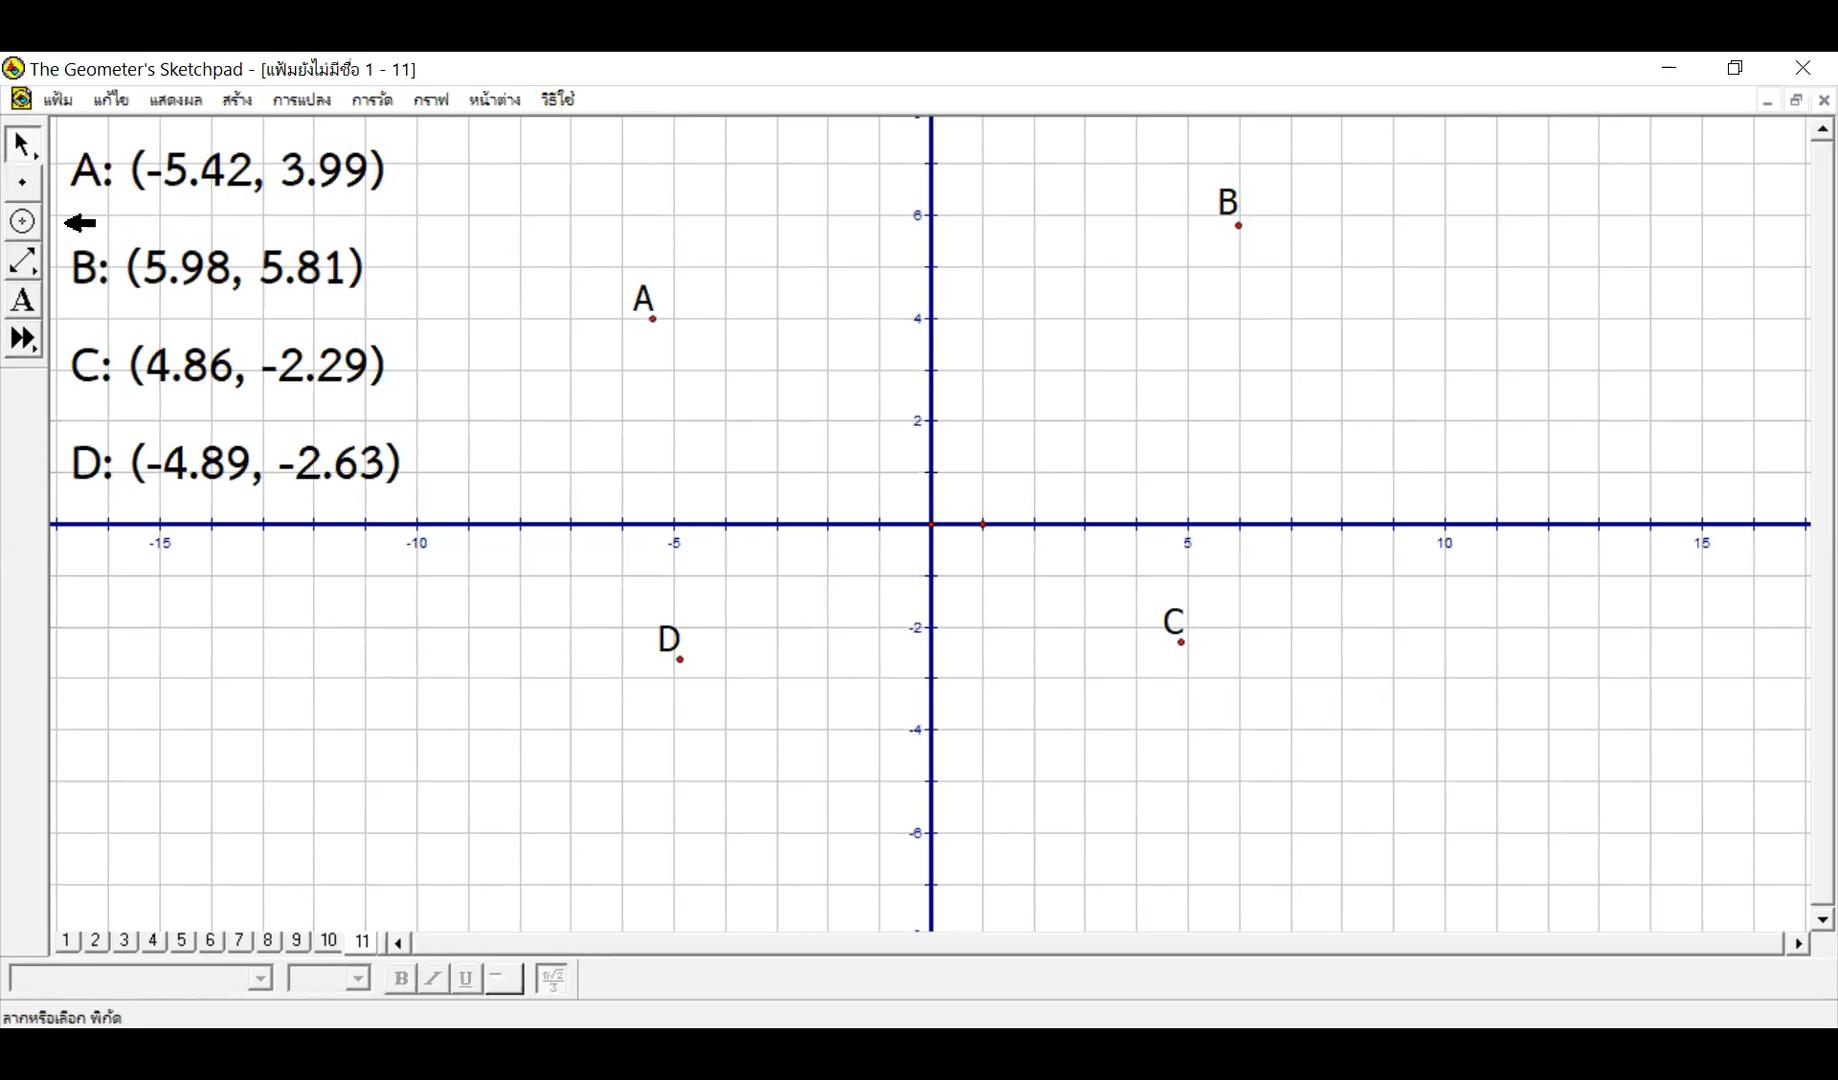 The Geometer's Sketchpad - [แฟ้มยังไม่มีชื่อ 1 - 11]
แฟ้ม แก้ไข แสดงผล สร้าง การแปลง การวัด กราฟ หน้าต่าง วิธีใช้
A: (-5.42, 3.99)
B: (5.98, 5.81)
C: (4.86, -2.29)
D: (-4.89, -2.63)
A
B
A
C
D
6
4
2
-15 -10 -5 5 10 15
-2
-4
-6
1 2 3 4 5 6 7 8 9 10 11
B I U
ลากหรือเลือก พิกัด